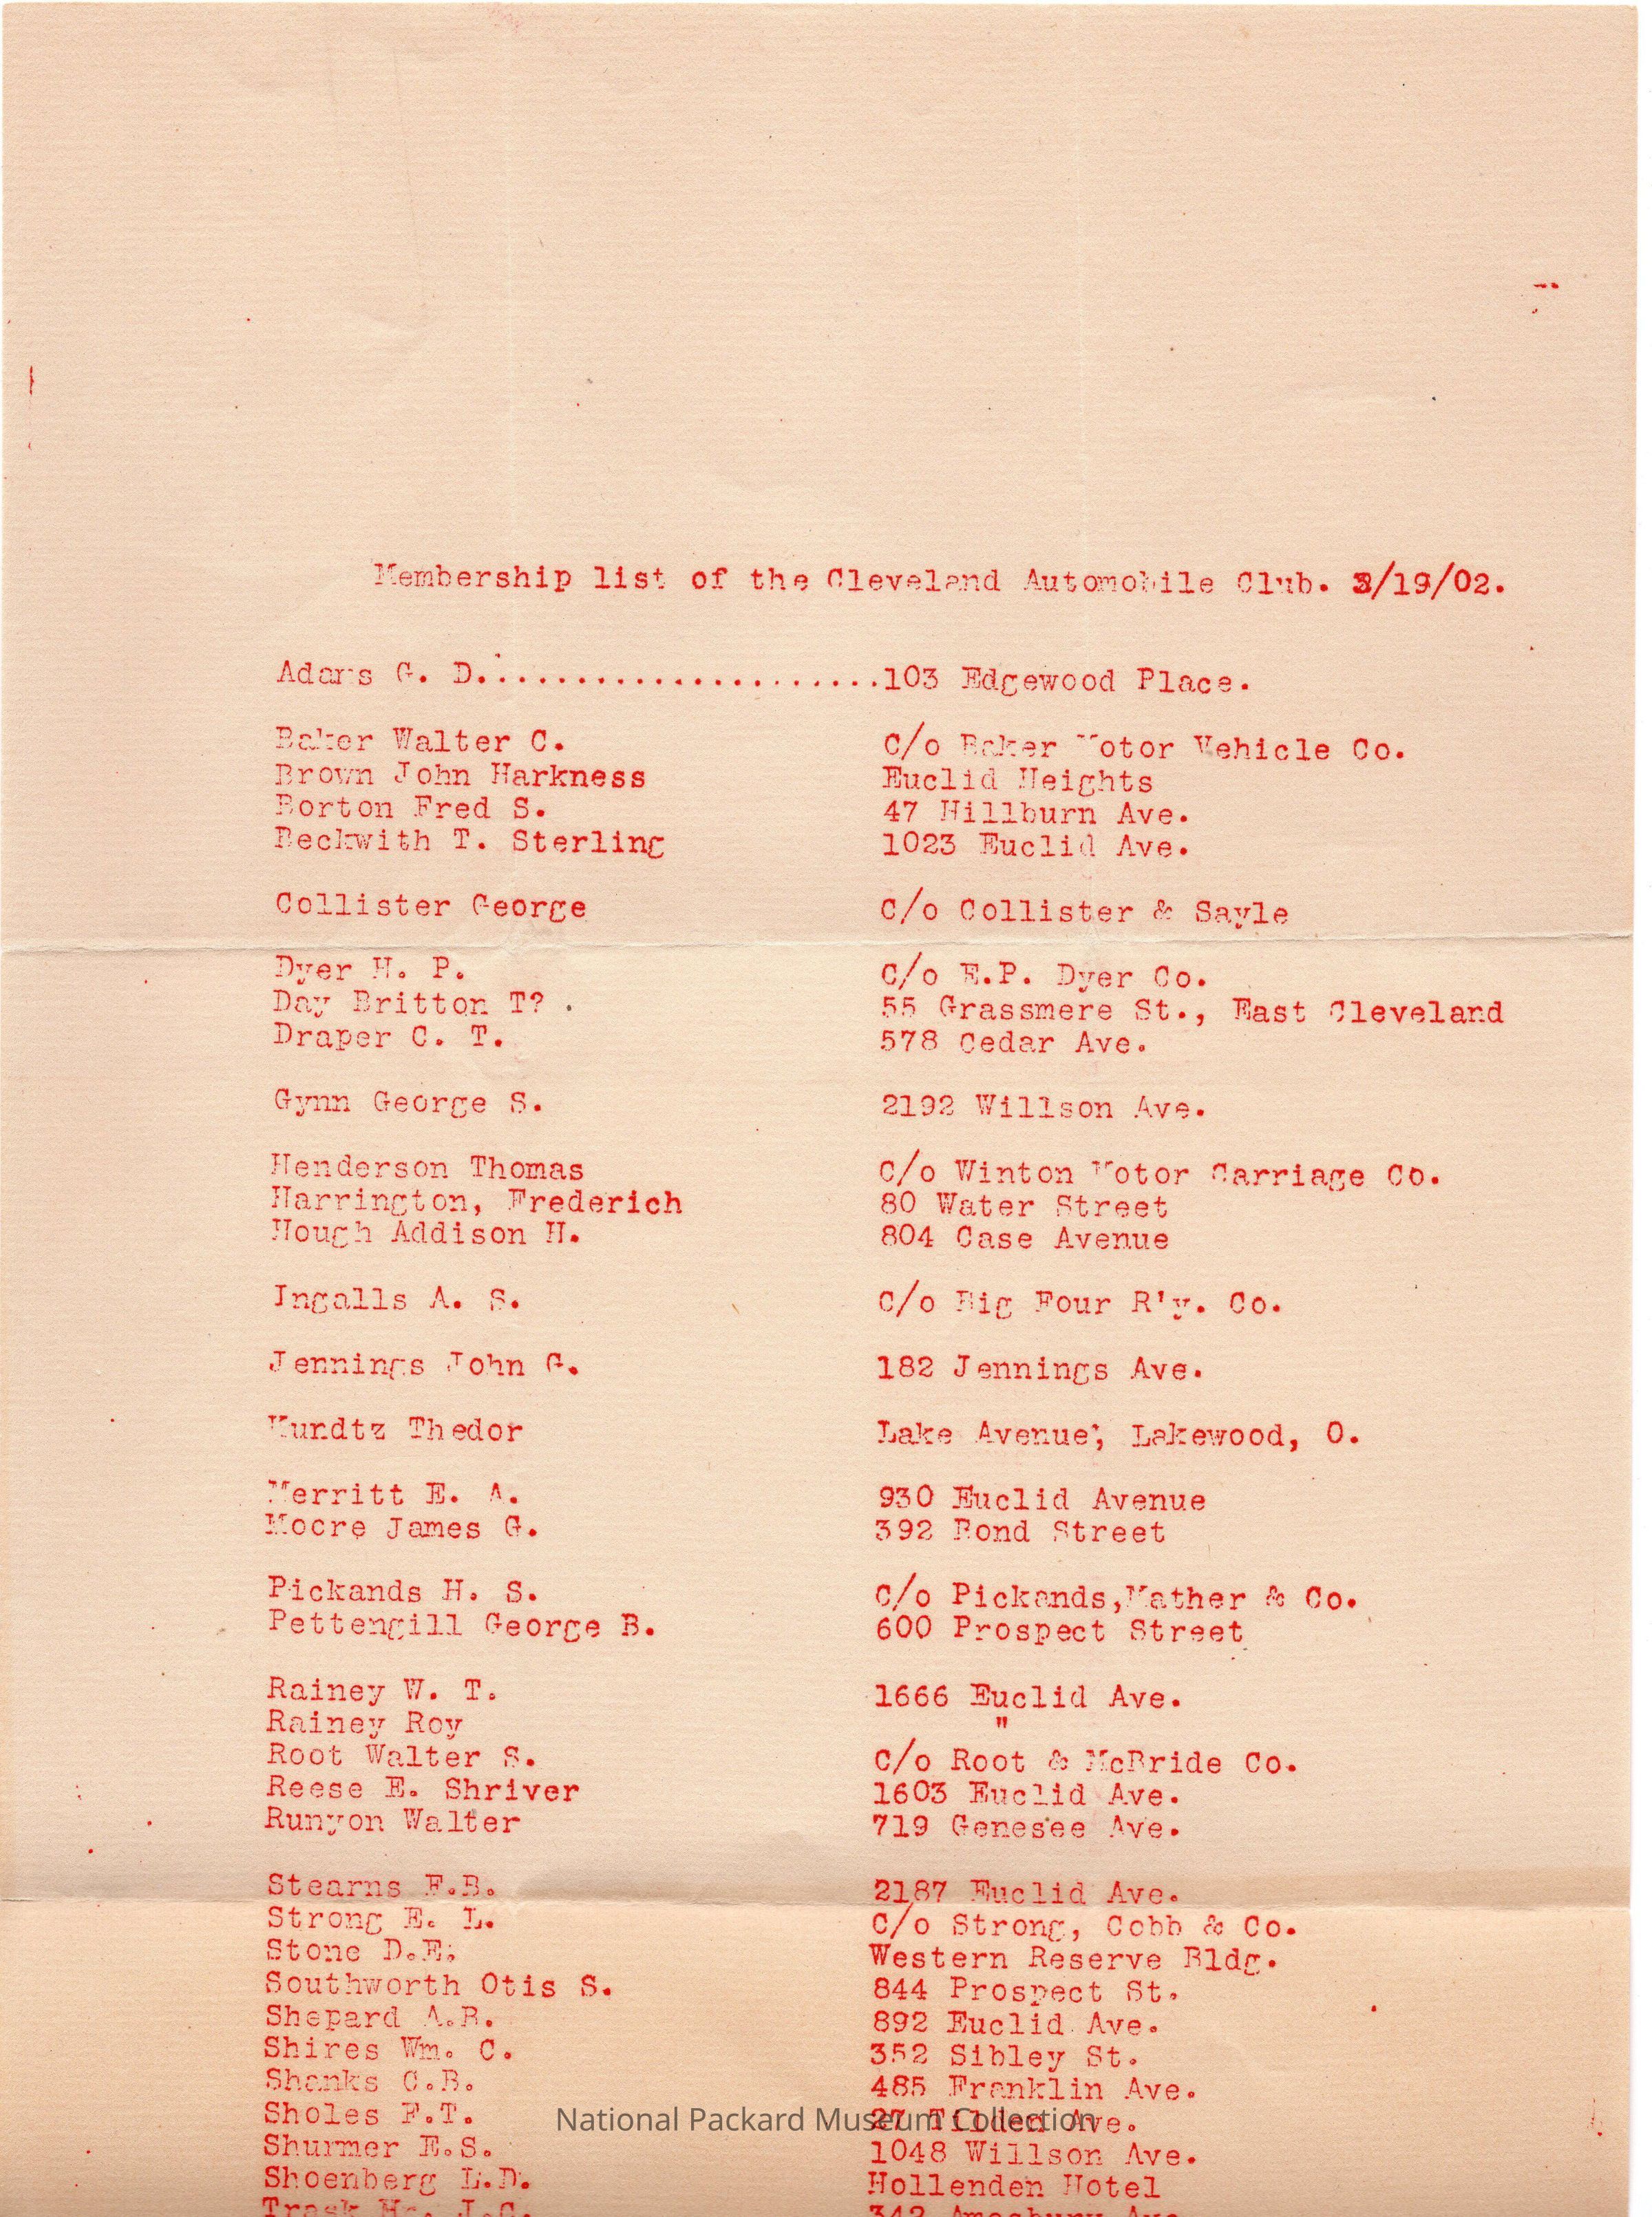 Membership list of the Cleveland Automobile Club. 3/19/02.
Adams G. D.......................103 Edgewood Place.
Baker Walter C. C/o Baker Motor Vehicle Co.
Brown John Harkness Euclid Heights
Borton Fred S. 47 Hillburn Ave.
Beckwith T. Sterling 1023 Euclid Ave.
Collister George C/o Collister & Sayle
Dyer H. P. C/o E.P. Dyer Co.
Day Britton T? . 55 Grassmere St., East Cleveland
Draper C. T. 578 Cedar Ave.
Gynn George S. 2192 Willson Ave.
Henderson Thomas C/o Winton Motor Carriage Co.
Harrington, Frederich 80 Water Street
Hough Addison H. 804 Case Avenue
Ingalls A. S. C/o Big Four R'y. Co.
Jennings John G. 182 Jennings Ave.
Kundtz Thedor Lake Avenue, Lakewood, O.
Merritt E. A. 930 Euclid Avenue
Moore James G. 392 Bond Street
Pickands H. S. C/o Pickands,Mather & Co.
Pettengill George B. 600 Prospect Street
Rainey W. T. 1666 Euclid Ave.
Rainey Roy "
Root Walter S. C/o Root & McBride Co.
Reese E. Shriver 1603 Euclid Ave.
Runyon Walter 719 Genesee Ave.
Stearns F.B. 2187 Euclid Ave.
Strong E. L. C/o Strong, Cobb & Co.
Stone D.E. Western Reserve Bldg.
Southworth Otis S. 844 Prospect St.
Shepard A.B. 892 Euclid Ave.
Shires Wm. C. 352 Sibley St.
Shanks C.B. 485 Franklin Ave.
Sholes F.T. 27 Tilden Ave.
National Packard Museum Collection
Shurmer E.S. 1048 Willson Ave.
Shoenberg L.D. Hollenden Hotel
Trask J.C. 342 Amesbury Ave